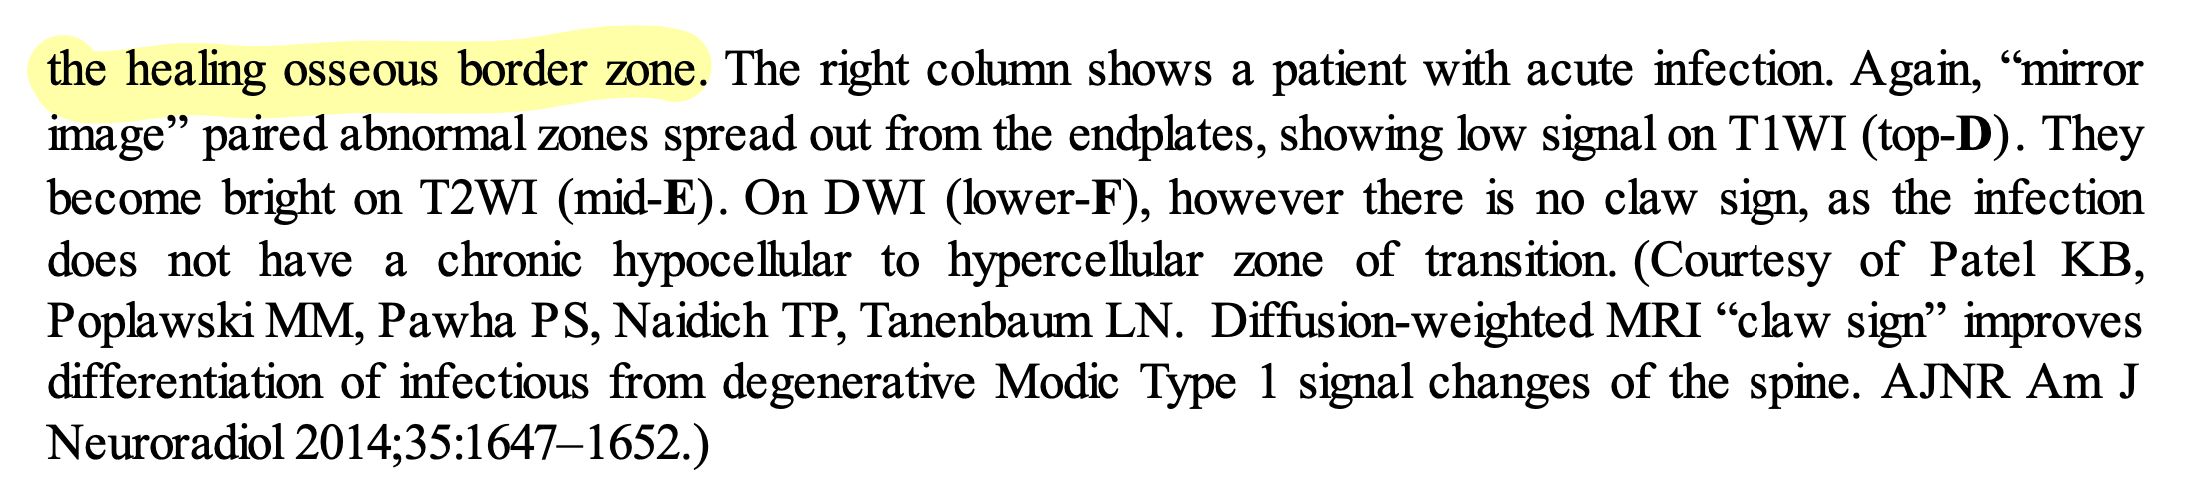 the healing osseous border zone. The right column shows a patient with acute infection. Again, “mirror
image” paired abnormal zones spread out from the endplates, showing low signal on T1WI (top-D). They
become bright on T2WI (mid-E). On DWI (lower-F), however there is no claw sign, as the infection
does not have a chronic hypocellular to hypercellular zone of transition. (Courtesy of Patel KB,
Poplawski MM, Pawha PS, Naidich TP, Tanenbaum LN. Diffusion-weighted MRI “claw sign” improves
differentiation of infectious from degenerative Modic Type 1 signal changes of the spine. AJNR Am J
Neuroradiol 2014;35:1647–1652.)